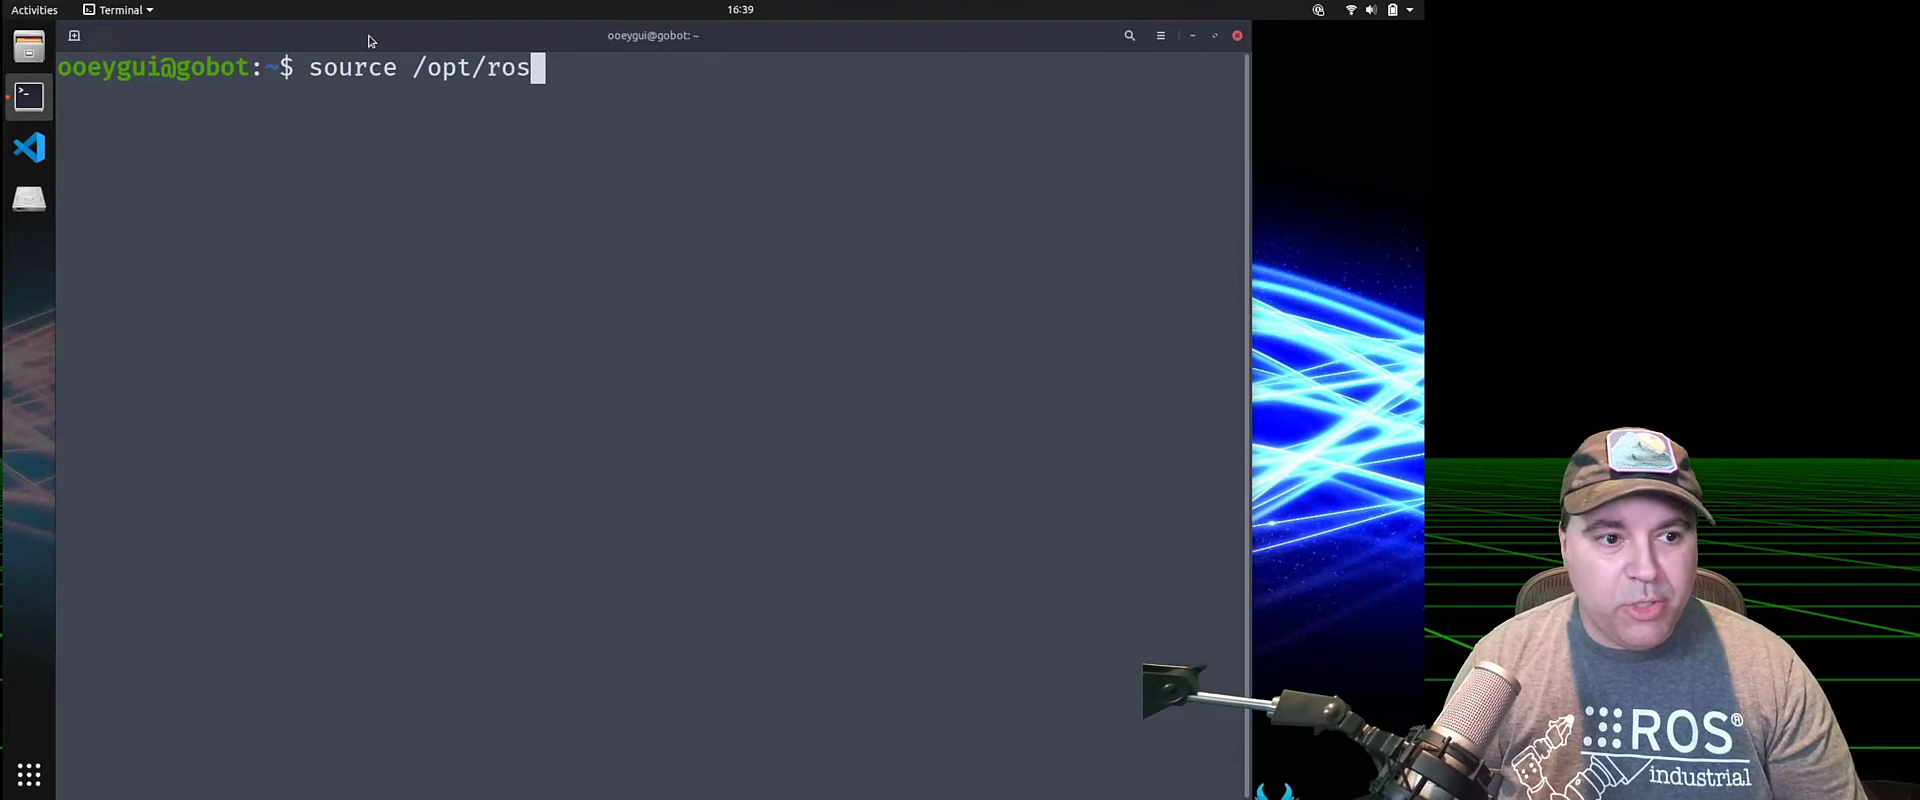 Activities
Terminal
16:39
ooeygui@gobot: ~
ooeygui@gobot:~$ source /opt/ros
ROS®
industrial